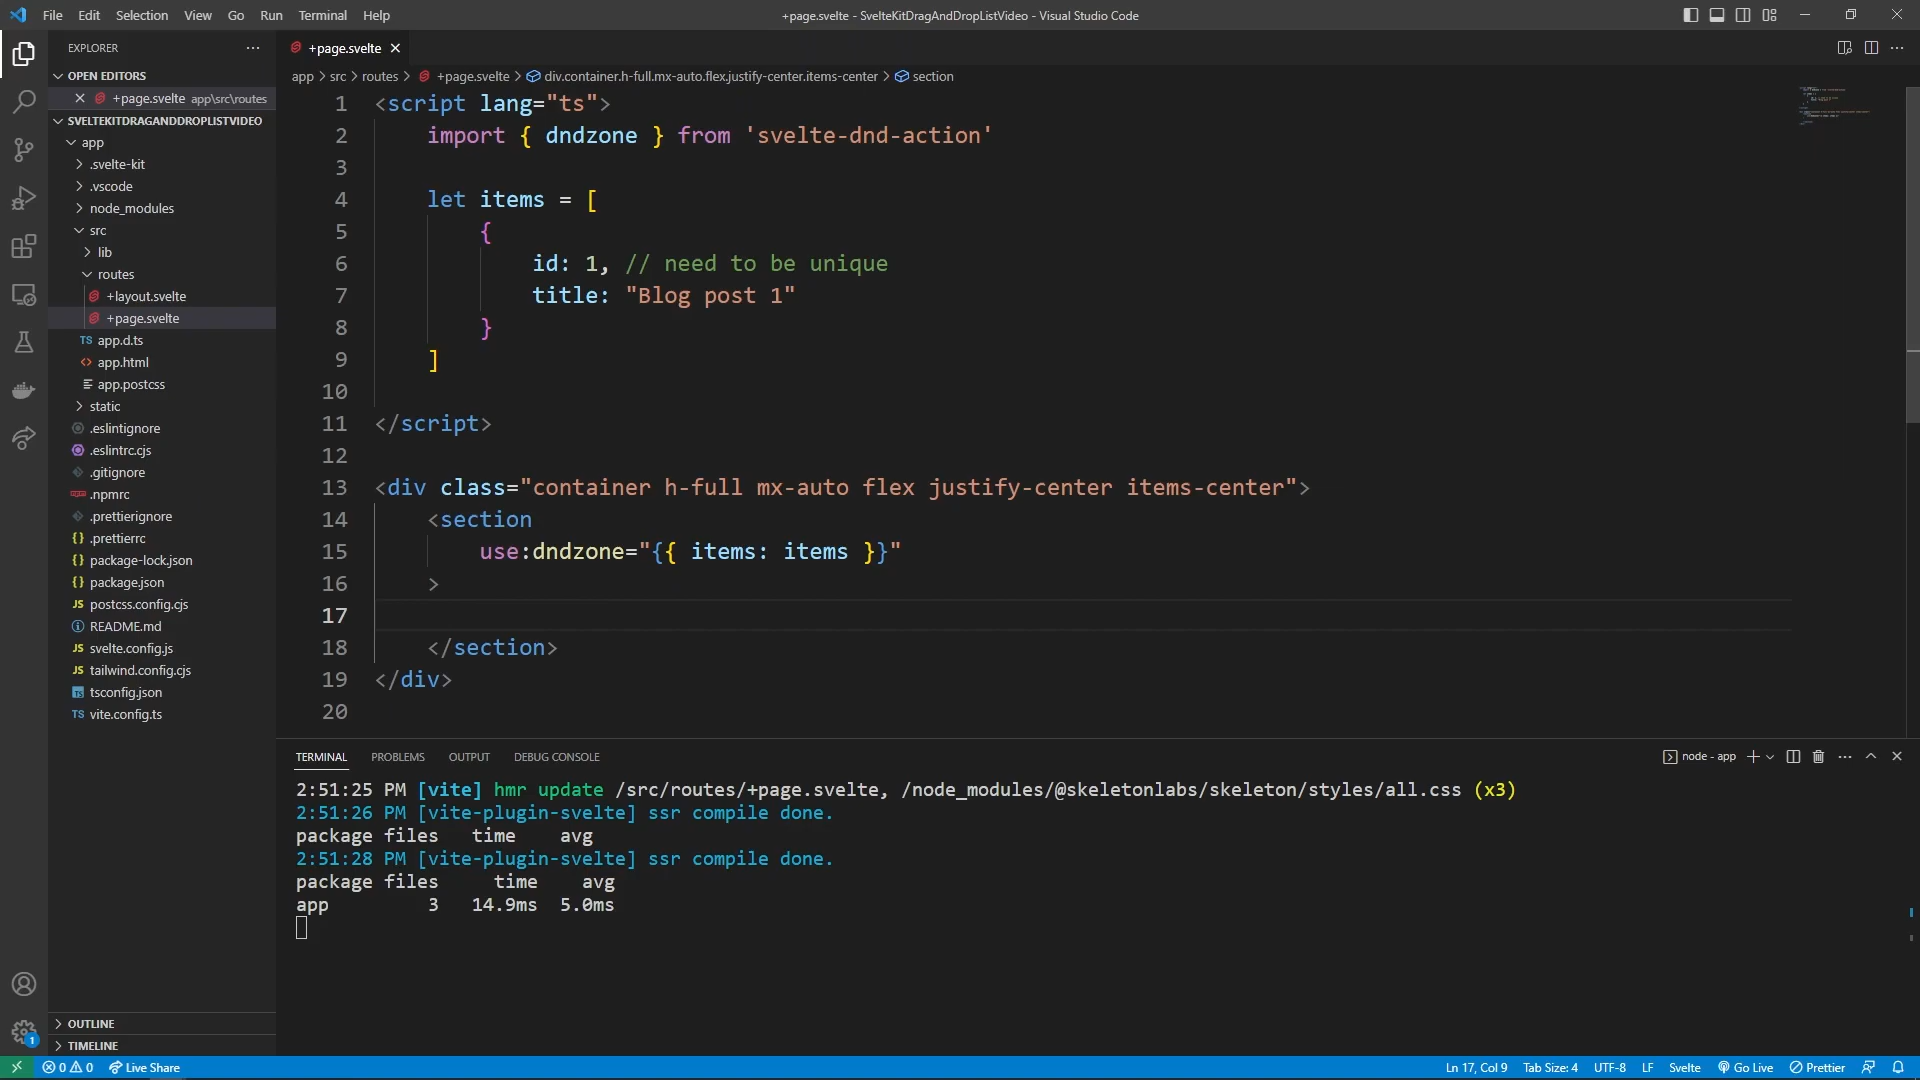 File Edit Selection View Go Run Terminal Help
+page.svelte - SvelteKitDragAndDropListVideo - Visual Studio Code
EXPLORER
OPEN EDITORS
+page.svelte app\src\routes
SVELTEKITDRAGANDDROPLISTVIDEO
app
.svelte-kit
.vscode
node_modules
src
lib
routes
+layout.svelte
+page.svelte
app.d.ts
app.html
app.postcss
static
.eslintignore
.eslintrc.cjs
.gitignore
.npmrc
.prettierignore
.prettierrc
package-lock.json
package.json
postcss.config.cjs
README.md
svelte.config.js
tailwind.config.cjs
tsconfig.json
vite.config.ts
OUTLINE
TIMELINE
+page.svelte
app > src > routes > +page.svelte > div.container.h-full.mx-auto.flex.justify-center.items-center > section
1 <script lang="ts">
2 import { dndzone } from 'svelte-dnd-action'
3
4 let items = [
5 {
6 id: 1, // need to be unique
7 title: "Blog post 1"
8 }
9 ]
10
11 </script>
12
13 <div class="container h-full mx-auto flex justify-center items-center">
14 <section
15 use:dndzone="{{ items: items }}"
16 >
17
18 </section>
19 </div>
20
TERMINAL PROBLEMS OUTPUT DEBUG CONSOLE
node - app
2:51:25 PM [vite] hmr update /src/routes/+page.svelte, /node_modules/@skeletonlabs/skeleton/styles/all.css (x3)
2:51:26 PM [vite-plugin-svelte] ssr compile done.
package files time avg
2:51:28 PM [vite-plugin-svelte] ssr compile done.
package files time avg
app 3 14.9ms 5.0ms
1
0 0 Live Share
Ln 17, Col 9 Tab Size: 4 UTF-8 LF Svelte Go Live Prettier